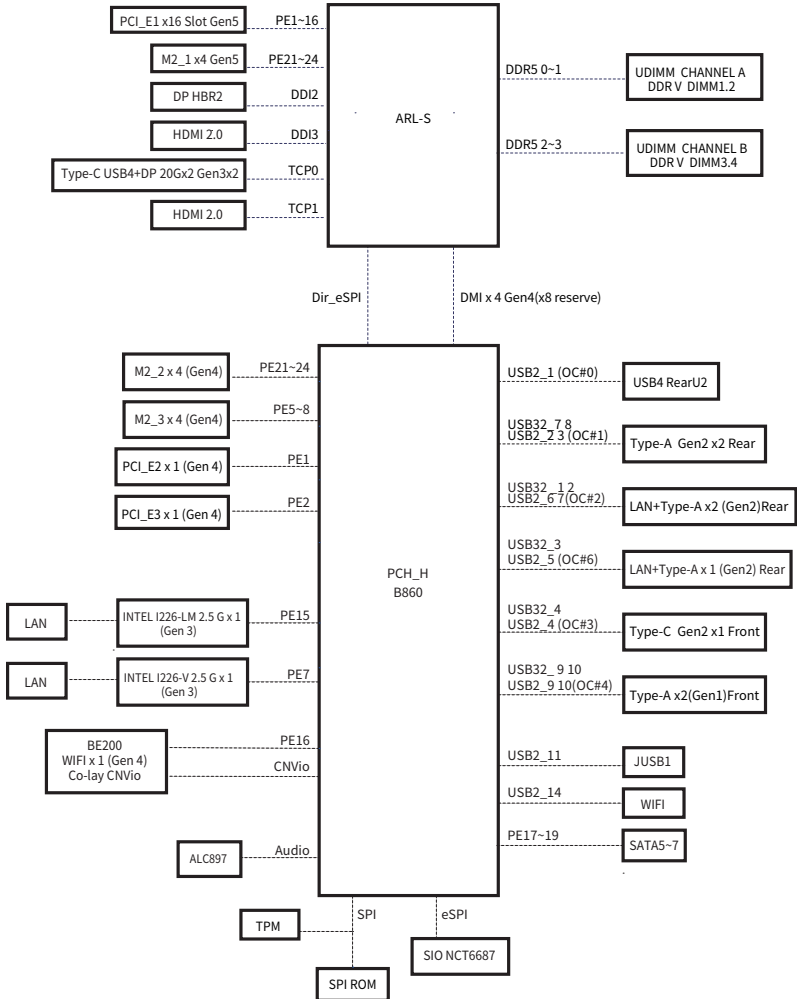 PCI_E1 x16 Slot Gen5
PE1~16
M2_1 x4 Gen5
PE21~24
DP HBR2
DDI2
HDMI 2.0
DDI3
Type-C USB4+DP 20Gx2 Gen3x2
TCP0
HDMI 2.0
TCP1
ARL-S
DDR5 0~1
UDIMM CHANNEL A
DDR V DIMM1.2
DDR5 2~3
UDIMM CHANNEL B
DDR V DIMM3.4
Dir_eSPI
DMI x 4 Gen4(x8 reserve)
M2_2 x 4 (Gen4)
PE21~24
M2_3 x 4 (Gen4)
PE5~8
PCI_E2 x 1 (Gen 4)
PE1
PCI_E3 x 1 (Gen 4)
PE2
LAN
INTEL I226-LM 2.5 G x 1
(Gen 3)
PE15
LAN
INTEL I226-V 2.5 G x 1
(Gen 3)
PE7
BE200
WIFI x 1 (Gen 4)
Co-lay CNVio
PE16
CNVio
ALC897
Audio
PCH_H
B860
USB2_1 (OC#0)
USB4 RearU2
USB32_7 8
USB2_2 3 (OC#1)
Type-A Gen2 x2 Rear
USB32_ 1 2
USB2_6 7(OC#2)
LAN+Type-A x2 (Gen2)Rear
USB32_3
USB2_5 (OC#6)
LAN+Type-A x 1 (Gen2) Rear
USB32_4
USB2_4 (OC#3)
Type-C Gen2 x1 Front
USB32_ 9 10
USB2_9 10(OC#4)
Type-A x2(Gen1)Front
USB2_11
JUSB1
USB2_14
WIFI
PE17~19
SATA5~7
SPI
TPM
SPI ROM
eSPI
SIO NCT6687